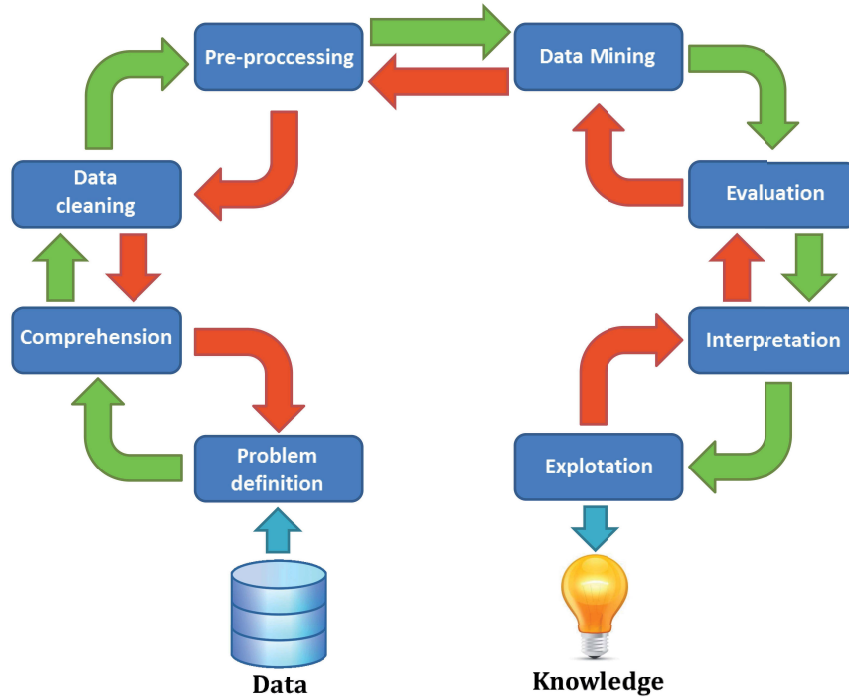 Pre-proccessing
Data Mining
Data
cleaning
Evaluation
Comprehension
Interpretation
Problem
definition
Explotation
Data
Knowledge